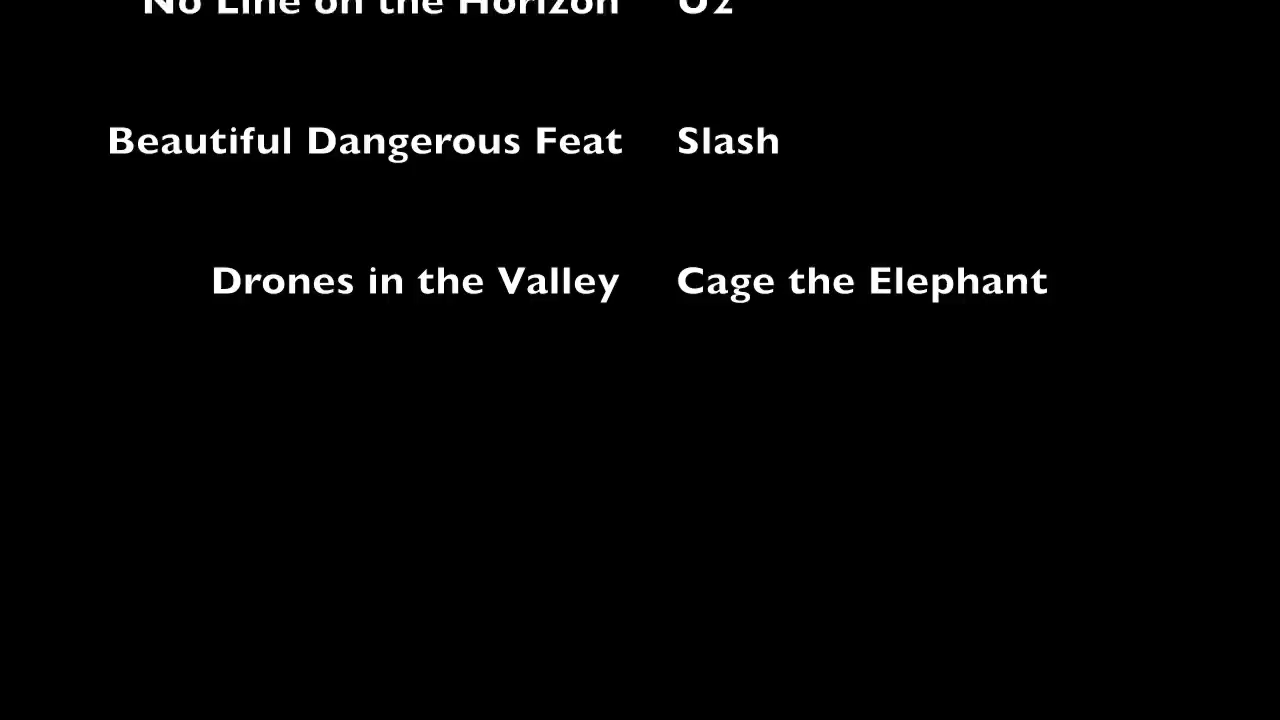 No Line on the Horizon U2
Beautiful Dangerous Feat Slash
Drones in the Valley Cage the Elephant